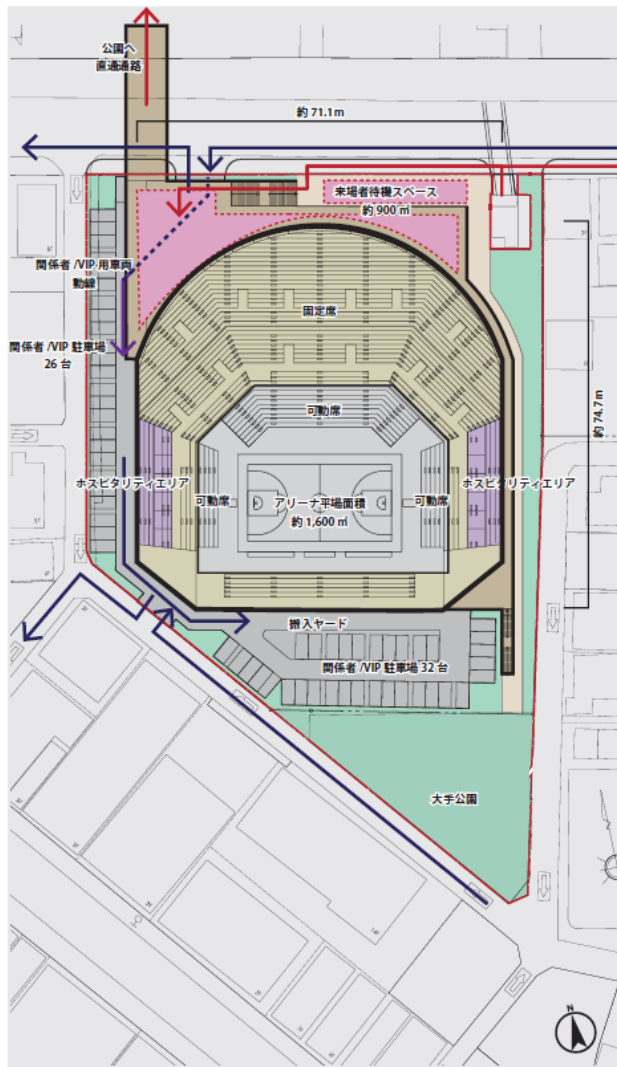 公園へ
直通通路
約 71.1m
来場者待機スペース
約 900 ㎡
関係者 /VIP 用車両
動線
固定席
関係者 /VIP 駐車場
26 台
可動席
約 74.7m
ホスピタリティエリア
ホスピタリティエリア
可動席
アリーナ平場面積
約 1,600 ㎡
可動席
搬入ヤード
関係者 /VIP 駐車場 32 台
大手公園
N